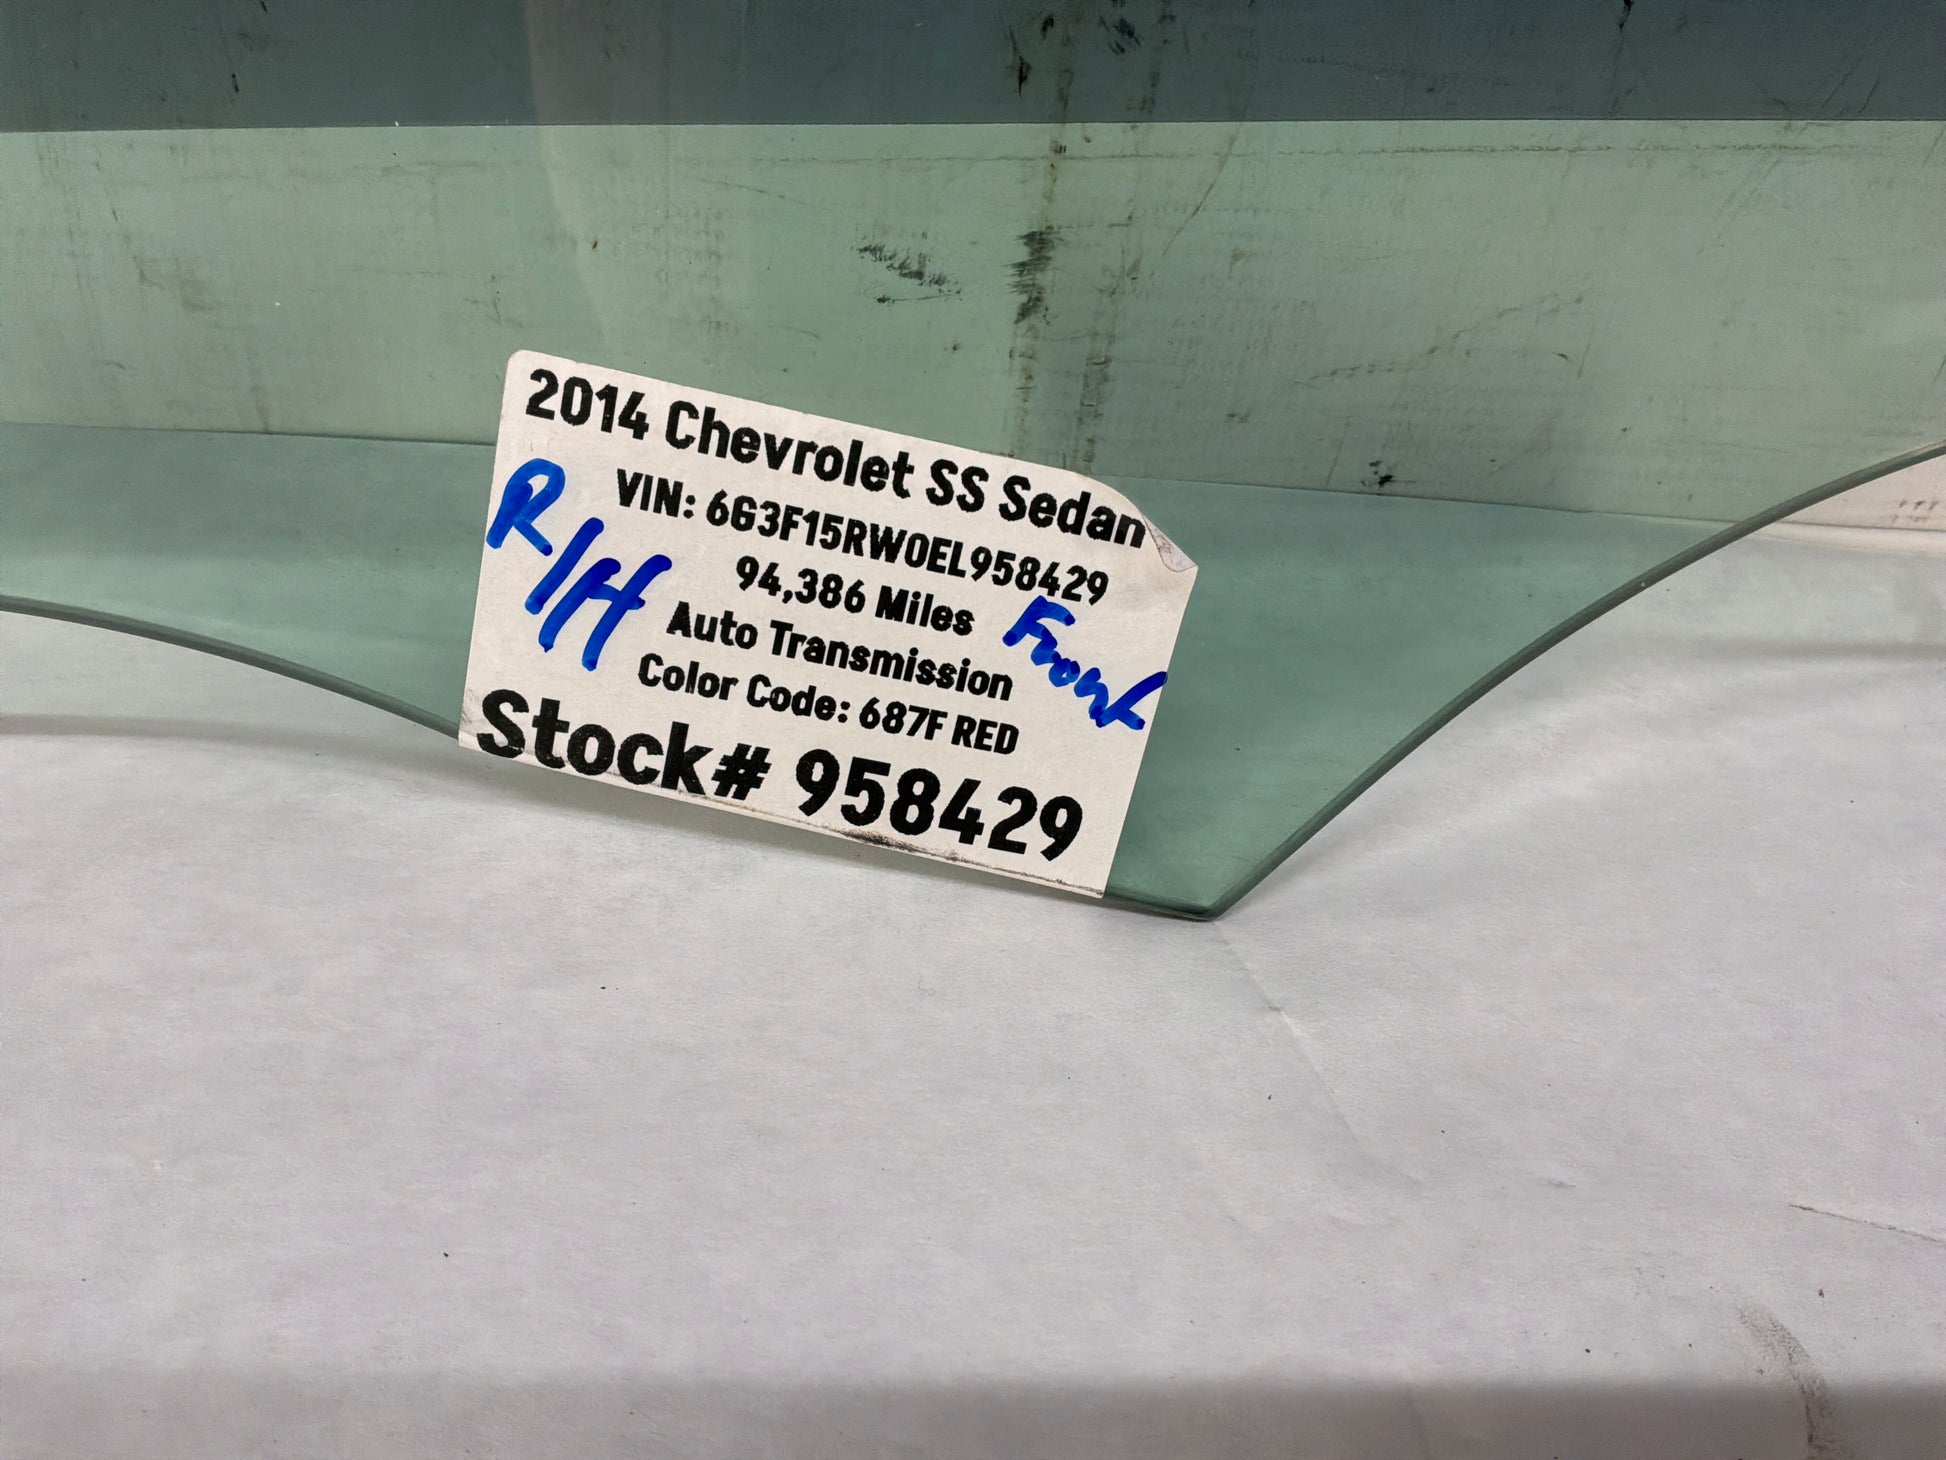 2014 Chevrolet SS Sedan
VIN: 6G3F15RW0EL958429
R/H
94,386 Miles
Front
Auto Transmission
Color Code: 687F RED
Stock# 958429